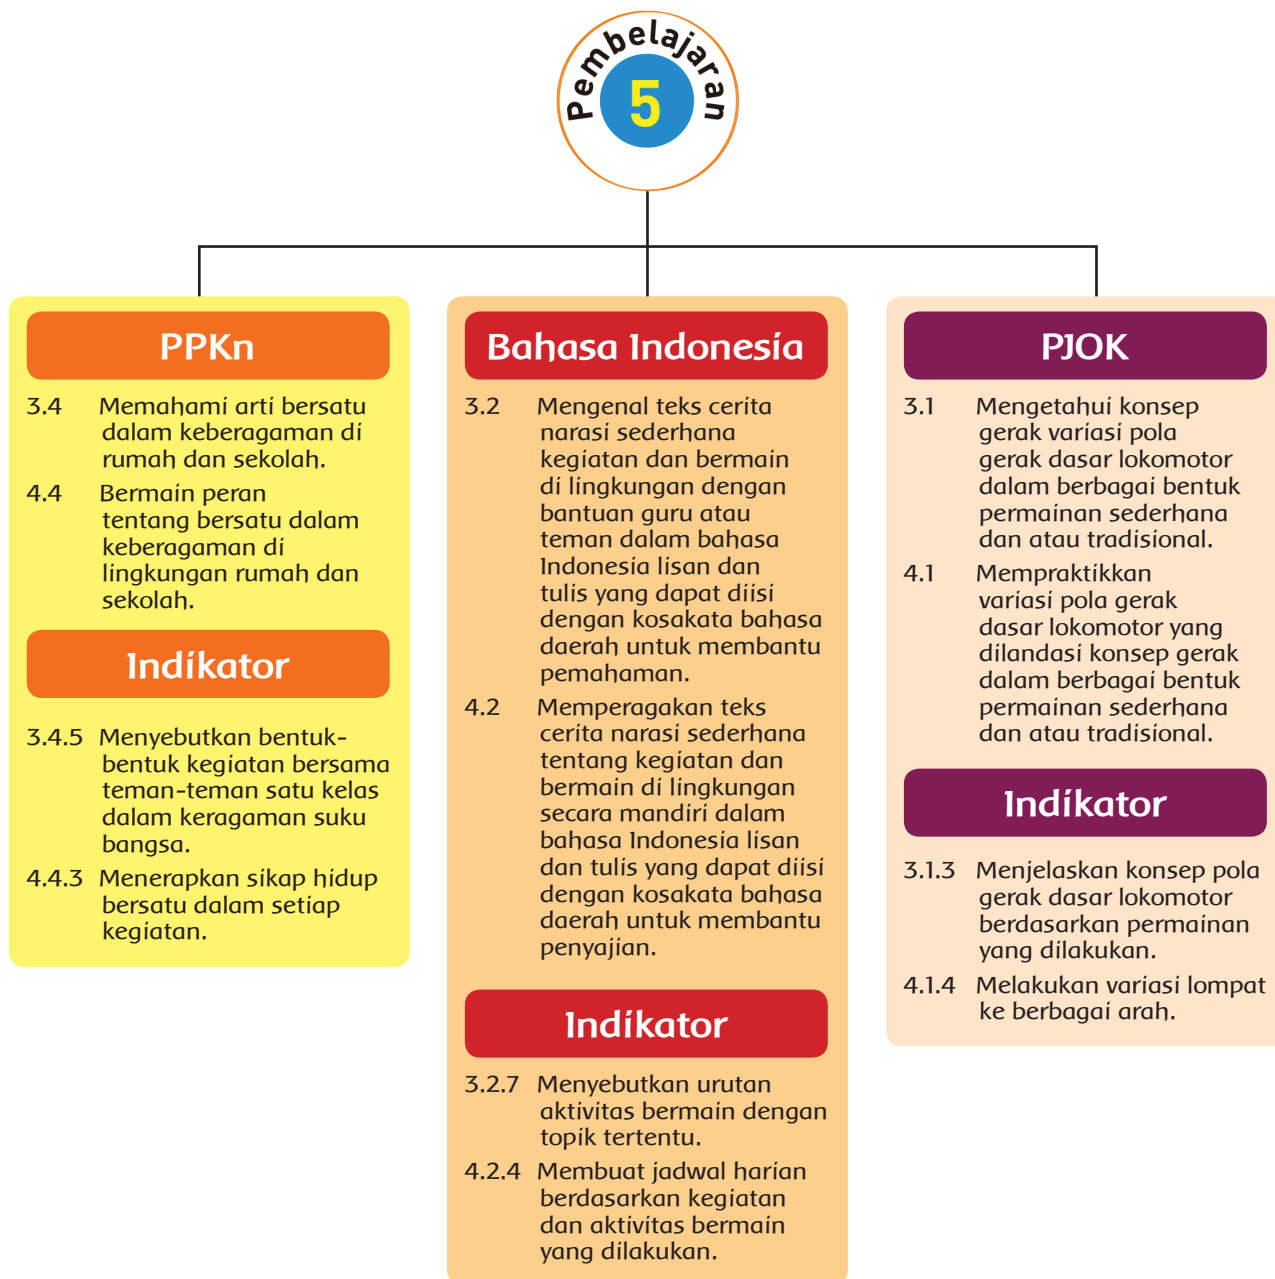 Pembelajaran
5
PPKn
3.4 Memahami arti bersatu
dalam keberagaman di
rumah dan sekolah.
4.4 Bermain peran
tentang bersatu dalam
keberagaman di
lingkungan rumah dan
sekolah.
Indikator
3.4.5 Menyebutkan bentuk-
bentuk kegiatan bersama
teman-teman satu kelas
dalam keragaman suku
bangsa.
4.4.3 Menerapkan sikap hidup
bersatu dalam setiap
kegiatan.
Bahasa Indonesia
3.2 Mengenal teks cerita
narasi sederhana
kegiatan dan bermain
di lingkungan dengan
bantuan guru atau
teman dalam bahasa
Indonesia lisan dan
tulis yang dapat diisi
dengan kosakata bahasa
daerah untuk membantu
pemahaman.
4.2 Memperagakan teks
cerita narasi sederhana
tentang kegiatan dan
bermain di lingkungan
secara mandiri dalam
bahasa Indonesia lisan
dan tulis yang dapat diisi
dengan kosakata bahasa
daerah untuk membantu
penyajian.
Indikator
3.2.7 Menyebutkan urutan
aktivitas bermain dengan
topik tertentu.
4.2.4 Membuat jadwal harian
berdasarkan kegiatan
dan aktivitas bermain
yang dilakukan.
PJOK
3.1 Mengetahui konsep
gerak variasi pola
gerak dasar lokomotor
dalam berbagai bentuk
permainan sederhana
dan atau tradisional.
4.1 Mempraktikkan
variasi pola gerak
dasar lokomotor yang
dilandasi konsep gerak
dalam berbagai bentuk
permainan sederhana
dan atau tradisional.
Indikator
3.1.3 Menjelaskan konsep pola
gerak dasar lokomotor
berdasarkan permainan
yang dilakukan.
4.1.4 Melakukan variasi lompat
ke berbagai arah.